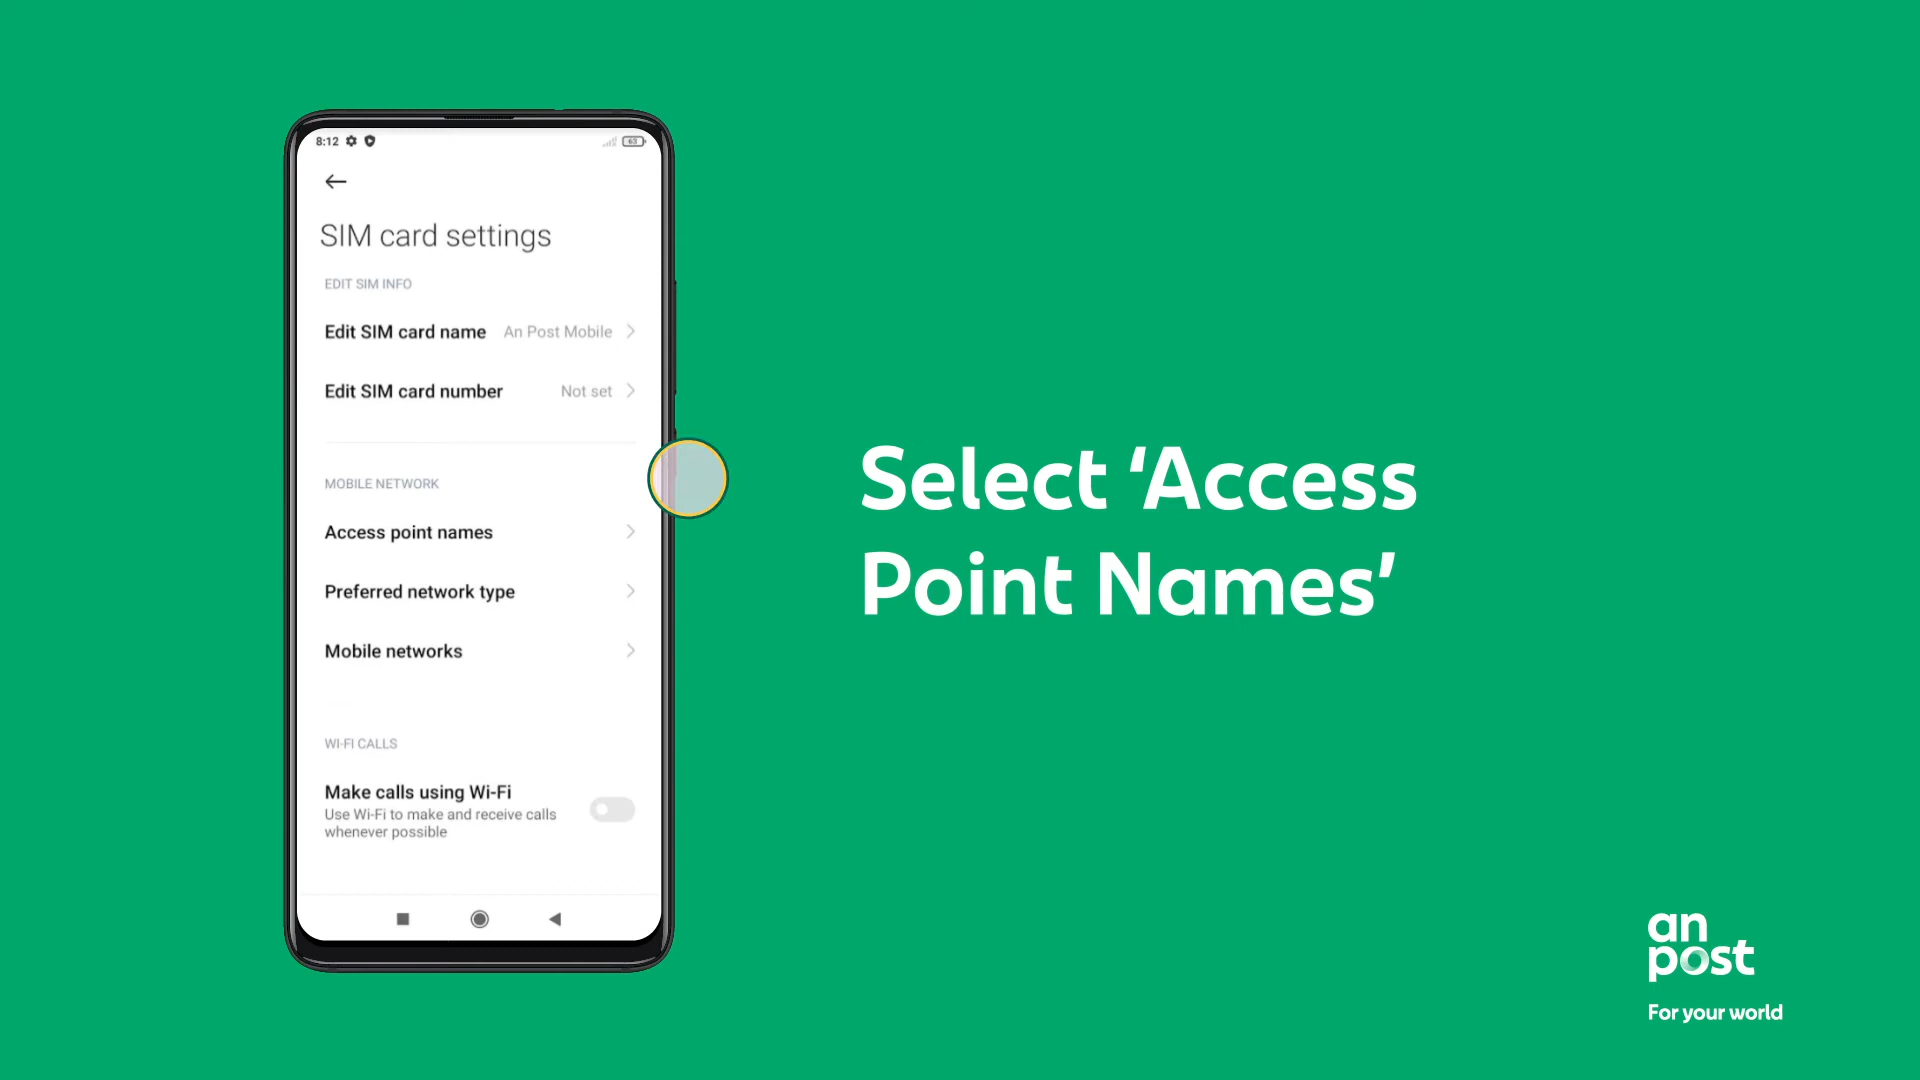 8:12
63
SIM card settings
EDIT SIM INFO
Edit SIM card name An Post Mobile
Edit SIM card number Not set
MOBILE NETWORK
Access point names
Preferred network type
Mobile networks
WI-FI CALLS
Make calls using Wi-Fi
Use Wi-Fi to make and receive calls
whenever possible
Select ‘Access
Point Names’
an
post
For your world